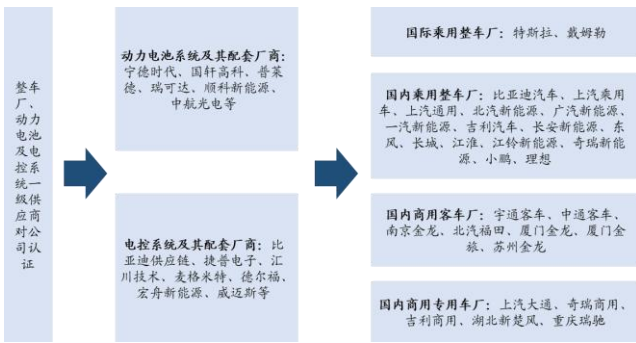 整车
厂、
动力
电池
及电
控系
统一
级供
应商
对公
司认
证
动力电池系统及其配套厂商：
宁德时代、国轩高科、普莱
德、瑞可达、顺科新能源、
中航光电等
电控系统及其配套厂商：比
亚迪供应链、捷普电子、汇
川技术、麦格米特、德尔福、
宏舟新能源、威迈斯等
国际乘用整车厂：特斯拉、戴姆勒
国内乘用整车厂：比亚迪汽车、上汽乘用
车、上汽通用、北汽新能源、广汽新能源、
一汽新能源、吉利汽车、长安新能源、东
风、长城、江淮、江铃新能源、奇瑞新能
源、小鹏、理想
国内商用客车厂：宇通客车、中通客车、
南京金龙、北汽福田、厦门金龙、厦门金
旅、苏州金龙
国内商用专用车厂：上汽大通、奇瑞商用、
吉利商用、湖北新楚风、重庆瑞驰